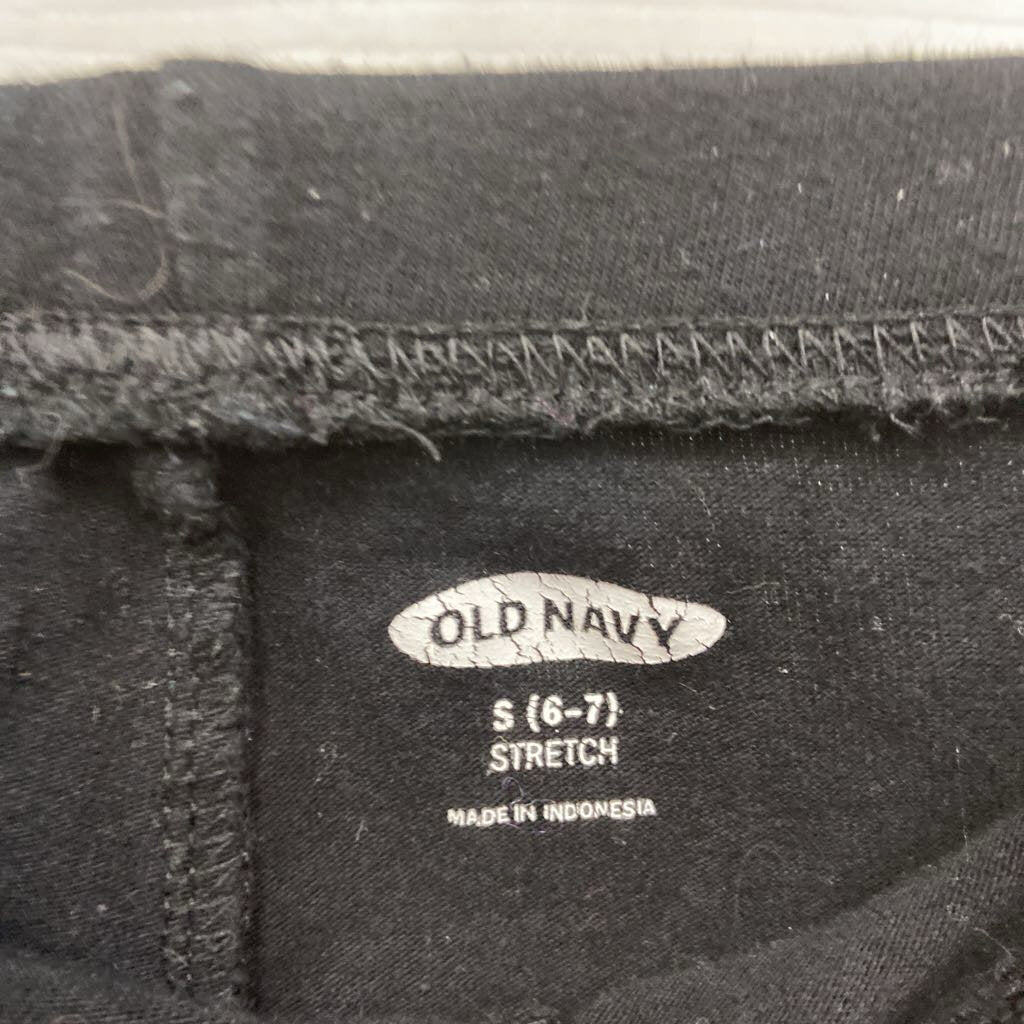 OLD NAVY
S (6-7)
STRETCH
MADE IN INDONESIA